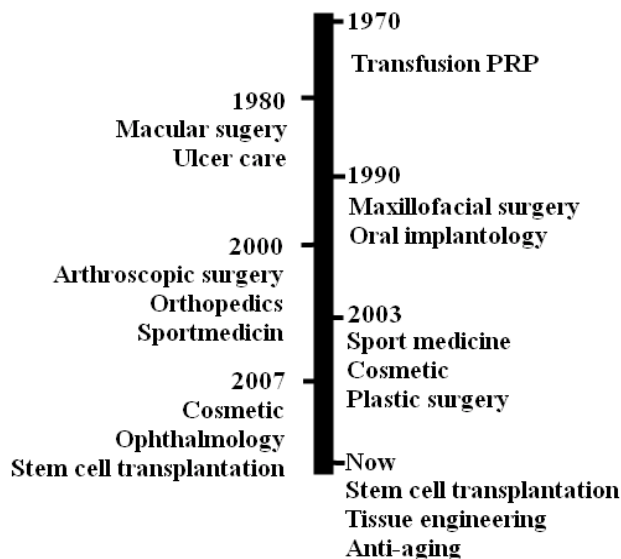 1970
Transfusion PRP
1980
Macular sugery
Ulcer care
1990
Maxillofacial surgery
Oral implantology
2000
Arthroscopic surgery
Orthopedics
Sportmedicin
2003
Sport medicine
Cosmetic
Plastic surgery
2007
Cosmetic
Ophthalmology
Stem cell transplantation
Now
Stem cell transplantation
Tissue engineering
Anti-aging